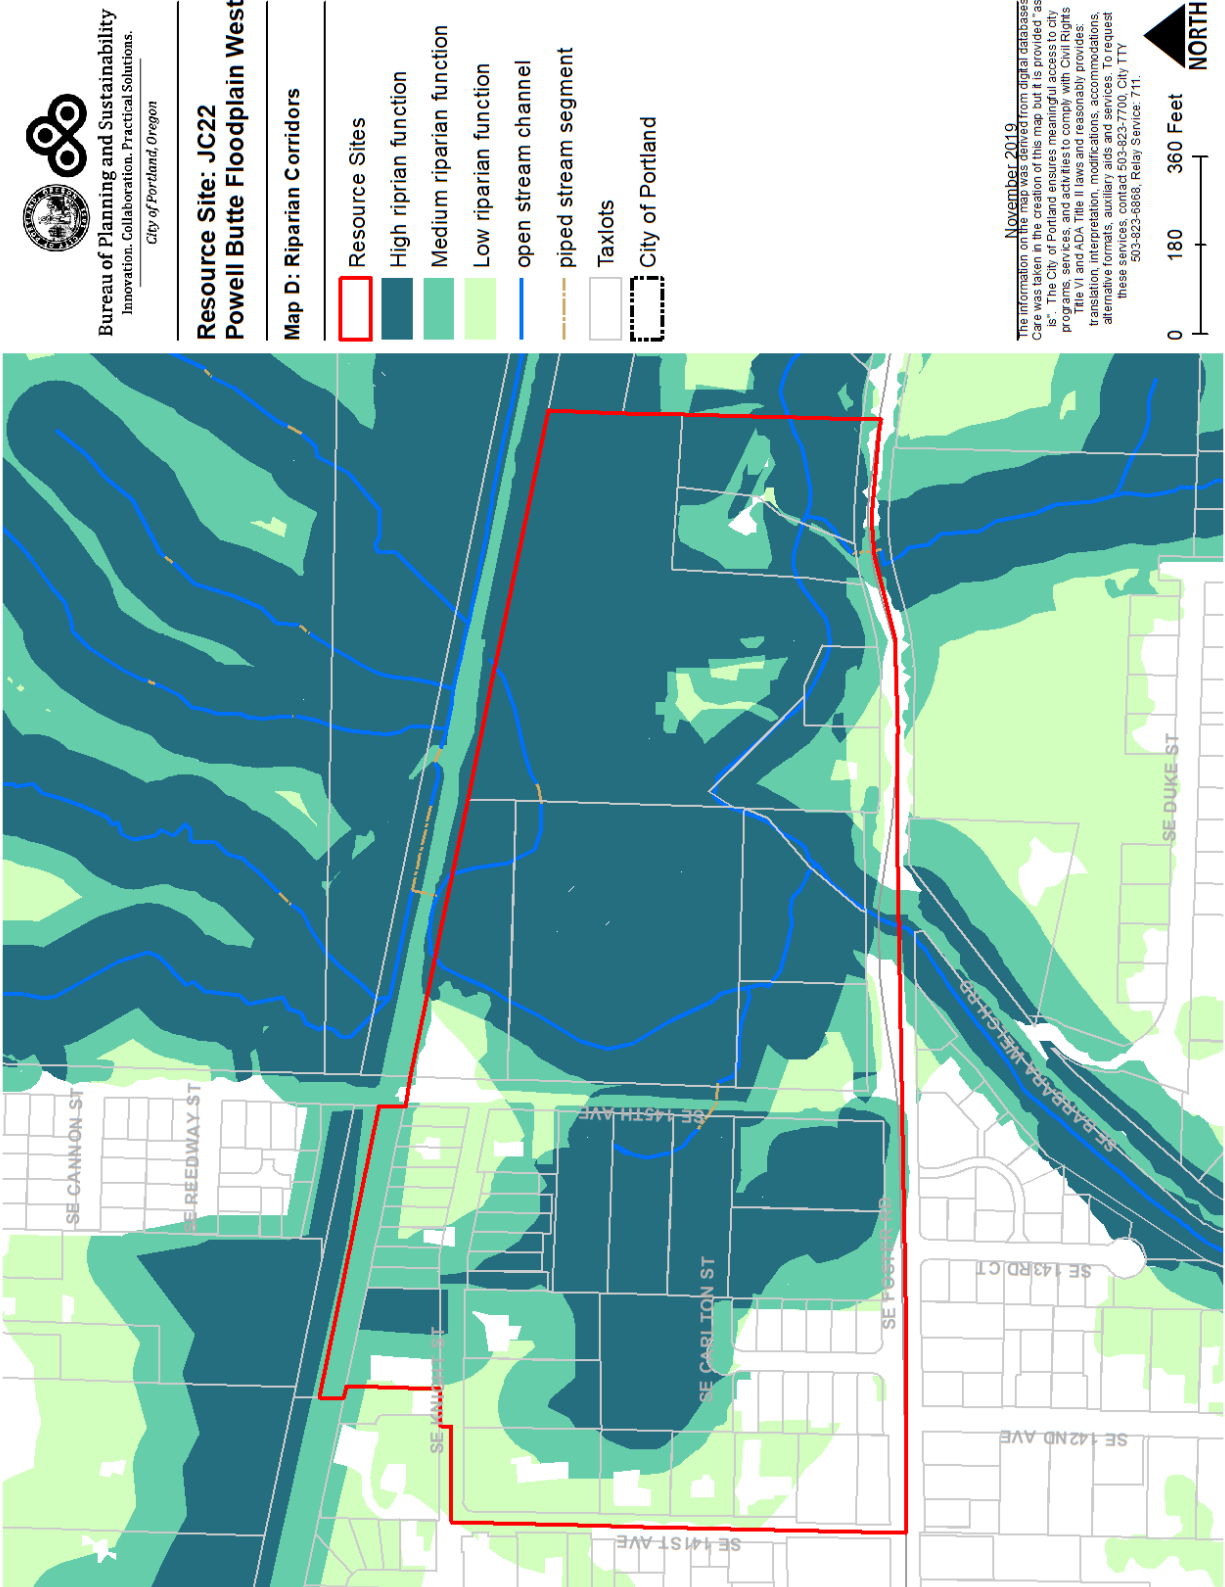 Bureau of Planning and Sustainability
Innovation. Collaboration. Practical Solutions.
City of Portland, Oregon
Resource Site: JC22
Powell Butte Floodplain West
Map D: Riparian Corridors
Resource Sites
High riprian function
Medium riparian function
Low riparian function
open stream channel
piped stream segment
Taxlots
City of Portland
November 2019
The information on the map was derived from digital databases
Care was taken in the creation of this map but it is provided "as
is". The City of Portland ensures meaningful access to city
programs, services, and activities to comply with Civil Rights
Title VI and ADA Title II laws and reasonably provides:
translation, interpretation, modifications, accommodations,
alternative formats, auxiliary aids and services. To request
these services, contact 503-823-7700, City TTY
503-823-6868, Relay Service: 711.
0 180 360 Feet
NORTH
SE CANNON ST
SE REEDWAY ST
SE KNIGHT ST
SE 145TH AVE
SE CARLTON ST
SE FOSTER RD
SE BARBARA WELCH RD
SE BARBARA WELCH RD
SE DUKE ST
SE 143RD CT
SE 142ND AVE
SE 141ST AVE